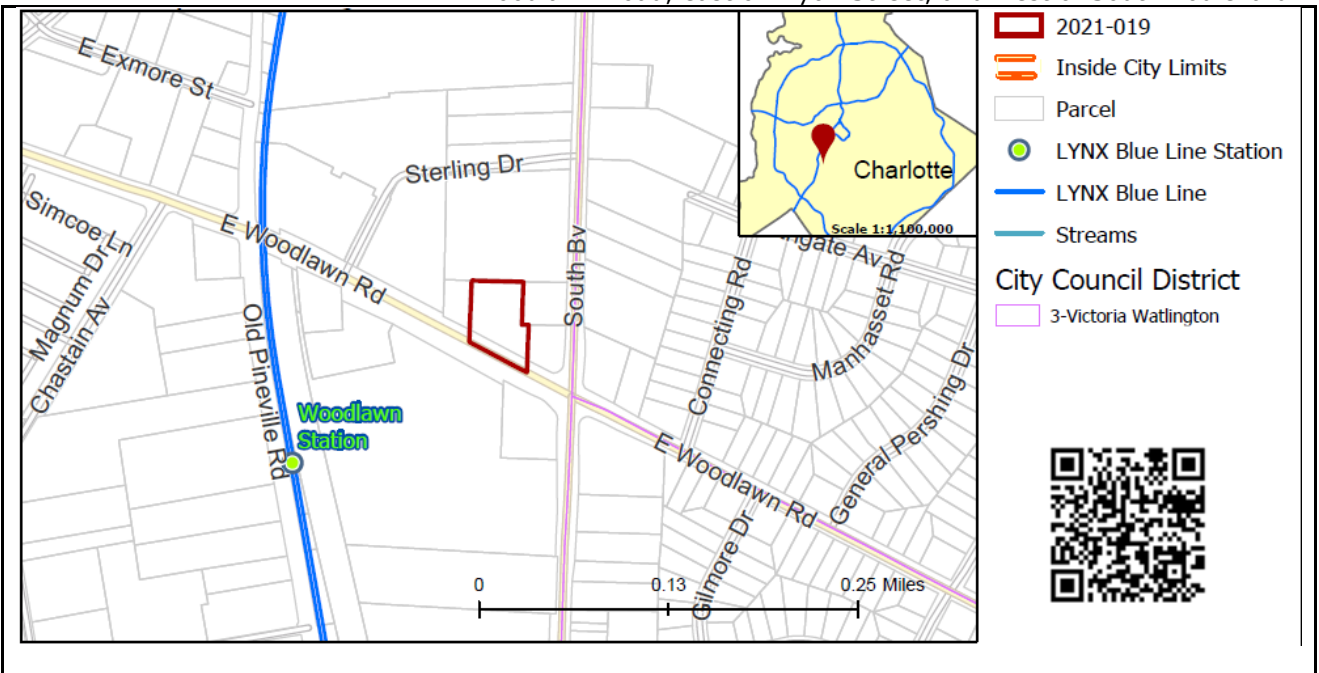 2021-019
Inside City Limits
Parcel
LYNX Blue Line Station
LYNX Blue Line
Streams
City Council District
3-Victoria Watlington
E Exmore St
Sterling Dr
Simcoe Ln
Magnum Dr
Chastain Av
E Woodlawn Rd
Old Pineville Rd
Woodlawn
Station
South Bv
Charlotte
Scale 1:1,100,000
Connecting Rd
Manhasset Rd
General Pershing Dr
E Woodlawn Rd
Gilmore Dr
0 0.13 0.25 Miles